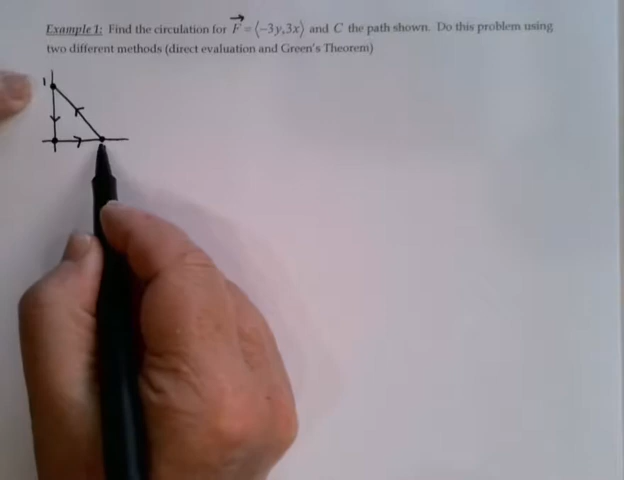 Example 1: Find the circulation for F⃗ = ⟨−3y,3x⟩ and C the path shown. Do this problem using
two different methods (direct evaluation and Green's Theorem)
1